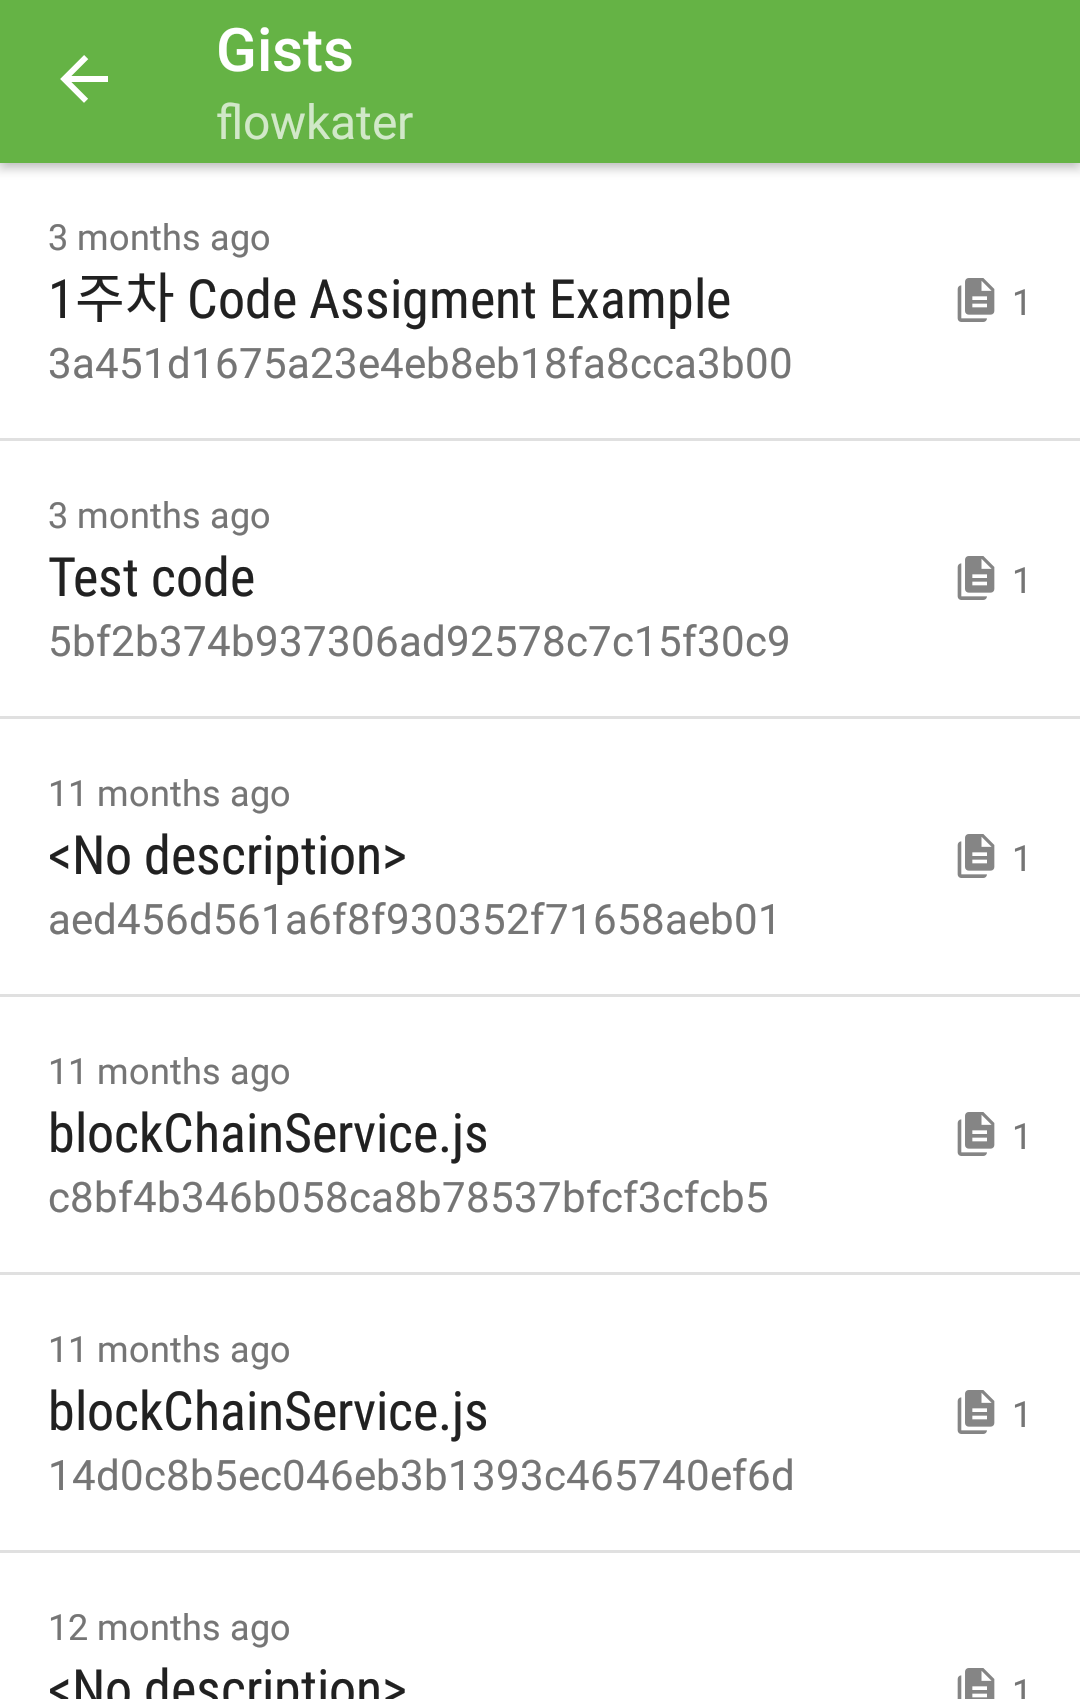 Gists
flowkater
3 months ago
1주차 Code Assigment Example
1
3a451d1675a23e4eb8eb18fa8cca3b00
3 months ago
Test code
1
5bf2b374b937306ad92578c7c15f30c9
11 months ago
<No description>
1
aed456d561a6f8f930352f71658aeb01
11 months ago
blockChainService.js
1
c8bf4b346b058ca8b78537bfcf3cfcb5
11 months ago
blockChainService.js
1
14d0c8b5ec046eb3b1393c465740ef6d
12 months ago
<No description>
1